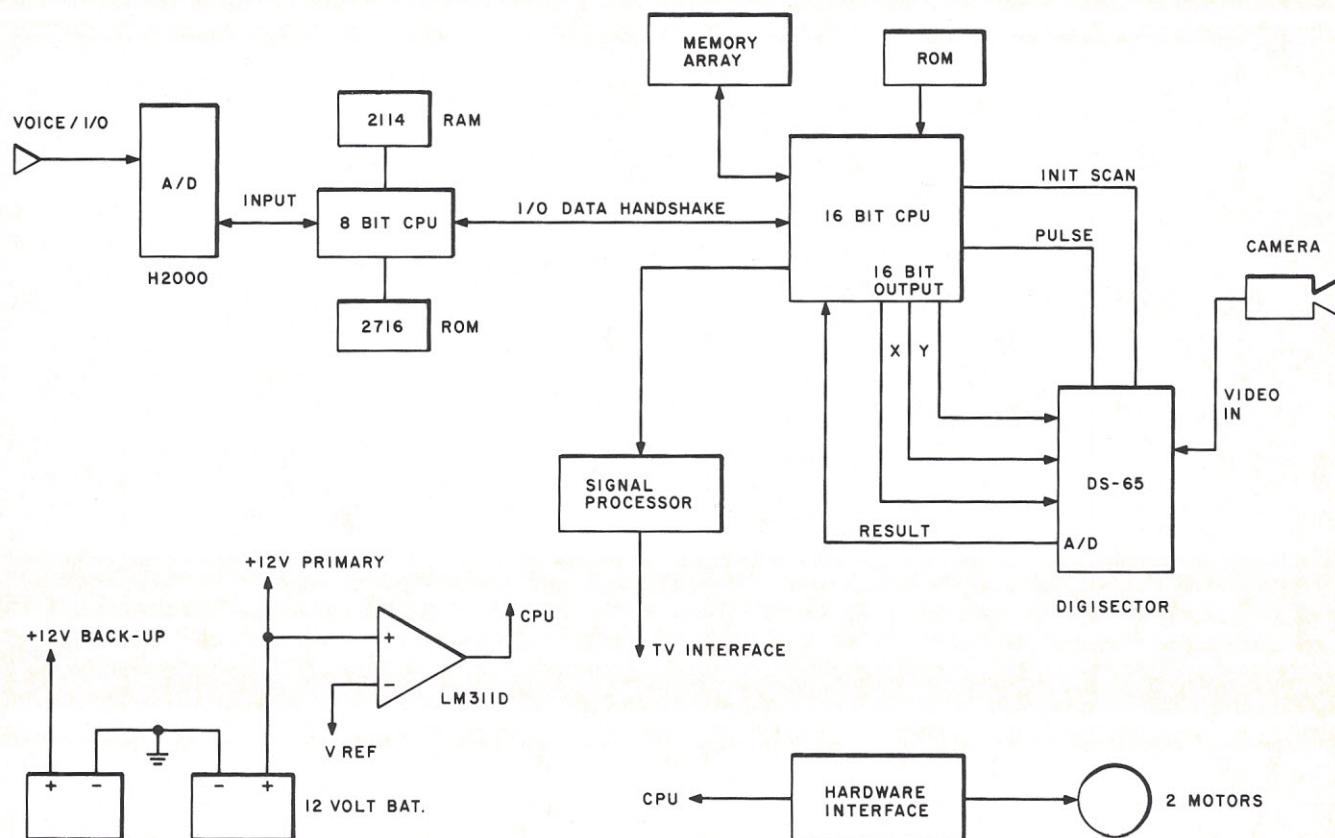 MEMORY
ARRAY
ROM
VOICE / I/O
2114
RAM
A/D
INPUT
8 BIT CPU
I/O DATA HANDSHAKE
16 BIT CPU
INIT SCAN
PULSE
CAMERA
H2000
16 BIT
OUTPUT
2716
ROM
X
Y
VIDEO
IN
SIGNAL
PROCESSOR
DS-65
RESULT
A/D
DIGISECTOR
+12V PRIMARY
CPU
+12V BACK-UP
+
-
LM311D
TV INTERFACE
V REF
+
-
-
+
12 VOLT BAT.
CPU
HARDWARE
INTERFACE
2 MOTORS